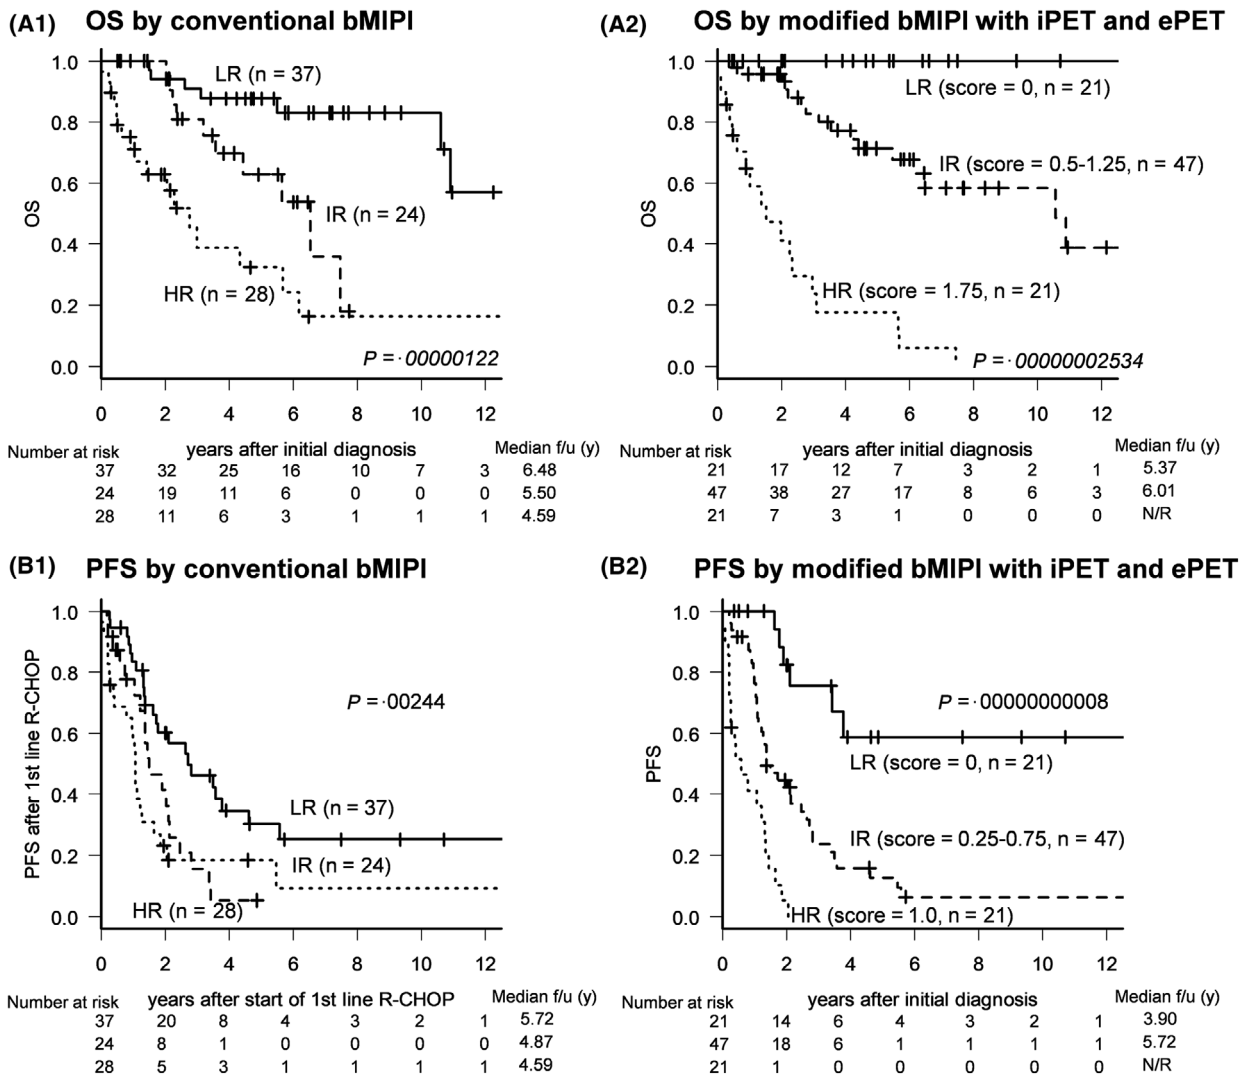 (A1) OS by conventional bMIPI
1.0
0.8
0.6
0.4
0.2
0.0
OS
LR (n = 37)
IR (n = 24)
HR (n = 28)
P = ·00000122
0 2 4 6 8 10 12
Number at risk years after initial diagnosis Median f/u (y)
37 32 25 16 10 7 3 6.48
24 19 11 6 0 0 0 5.50
28 11 6 3 1 1 1 4.59
(A2) OS by modified bMIPI with iPET and ePET
1.0
0.8
0.6
0.4
0.2
0.0
OS
LR (score = 0, n = 21)
IR (score = 0.5-1.25, n = 47)
HR (score = 1.75, n = 21)
P = ·00000002534
0 2 4 6 8 10 12
Number at risk years after initial diagnosis Median f/u (y)
21 17 12 7 3 2 1 5.37
47 38 27 17 8 6 3 6.01
21 7 3 1 0 0 0 N/R
(B1) PFS by conventional bMIPI
1.0
0.8
0.6
0.4
0.2
0.0
PFS after 1st line R-CHOP
P = ·00244
LR (n = 37)
IR (n = 24)
HR (n = 28)
0 2 4 6 8 10 12
Number at risk years after start of 1st line R-CHOP Median f/u (y)
37 20 8 4 3 2 1 5.72
24 8 1 0 0 0 0 4.87
28 5 3 1 1 1 1 4.59
(B2) PFS by modified bMIPI with iPET and ePET
1.0
0.8
0.6
0.4
0.2
0.0
PFS
P = ·00000000008
LR (score = 0, n = 21)
IR (score = 0.25-0.75, n = 47)
HR (score = 1.0, n = 21)
0 2 4 6 8 10 12
Number at risk years after initial diagnosis Median f/u (y)
21 14 6 4 3 2 1 3.90
47 18 6 1 1 1 1 5.72
21 1 0 0 0 0 N/R